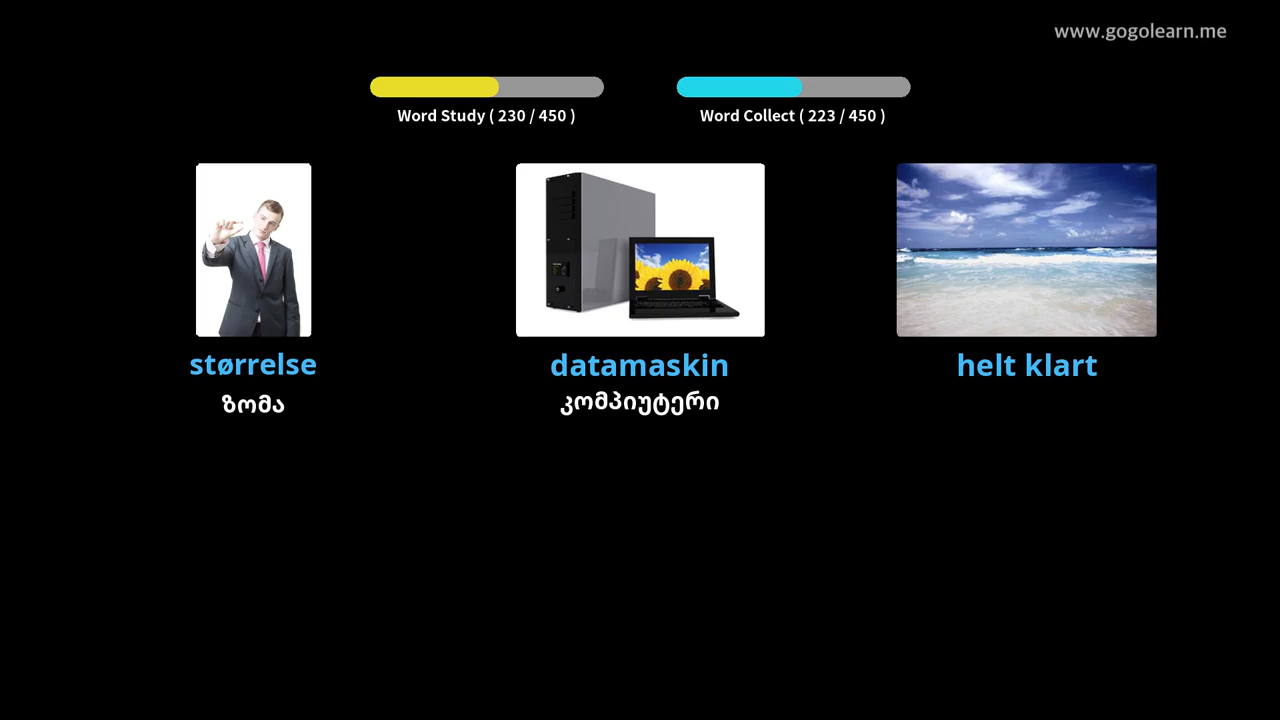 www.gogolearn.me
Word Study ( 230 / 450 )
Word Collect ( 223 / 450 )
størrelse
datamaskin
helt klart
ზომა
კომპიუტერი